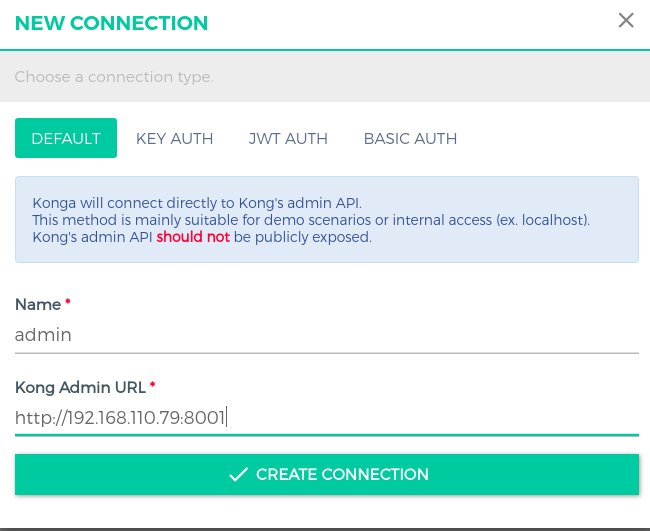 NEW CONNECTION
Choose a connection type.
DEFAULT KEY AUTH JWT AUTH BASIC AUTH
Konga will connect directly to Kong's admin API.
This method is mainly suitable for demo scenarios or internal access (ex. localhost).
Kong's admin API should not be publicly exposed.
Name *
admin
Kong Admin URL *
http://192.168.110.79:8001
CREATE CONNECTION